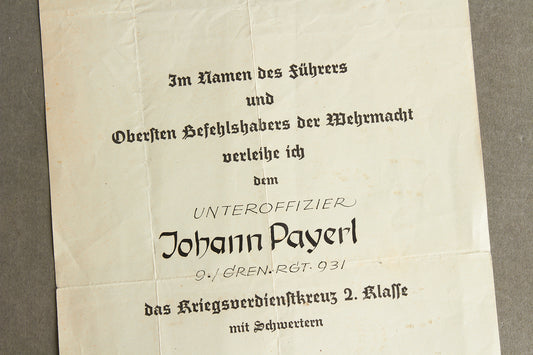 Im Namen des Führers
und
Obersten Befehlshabers der Wehrmacht
verleihe ich
dem
UNTEROFFIZIER
Johann Payerl
9./GREN.RGT. 931
das Kriegsverdienstkreuz 2. Klasse
mit Schwertern